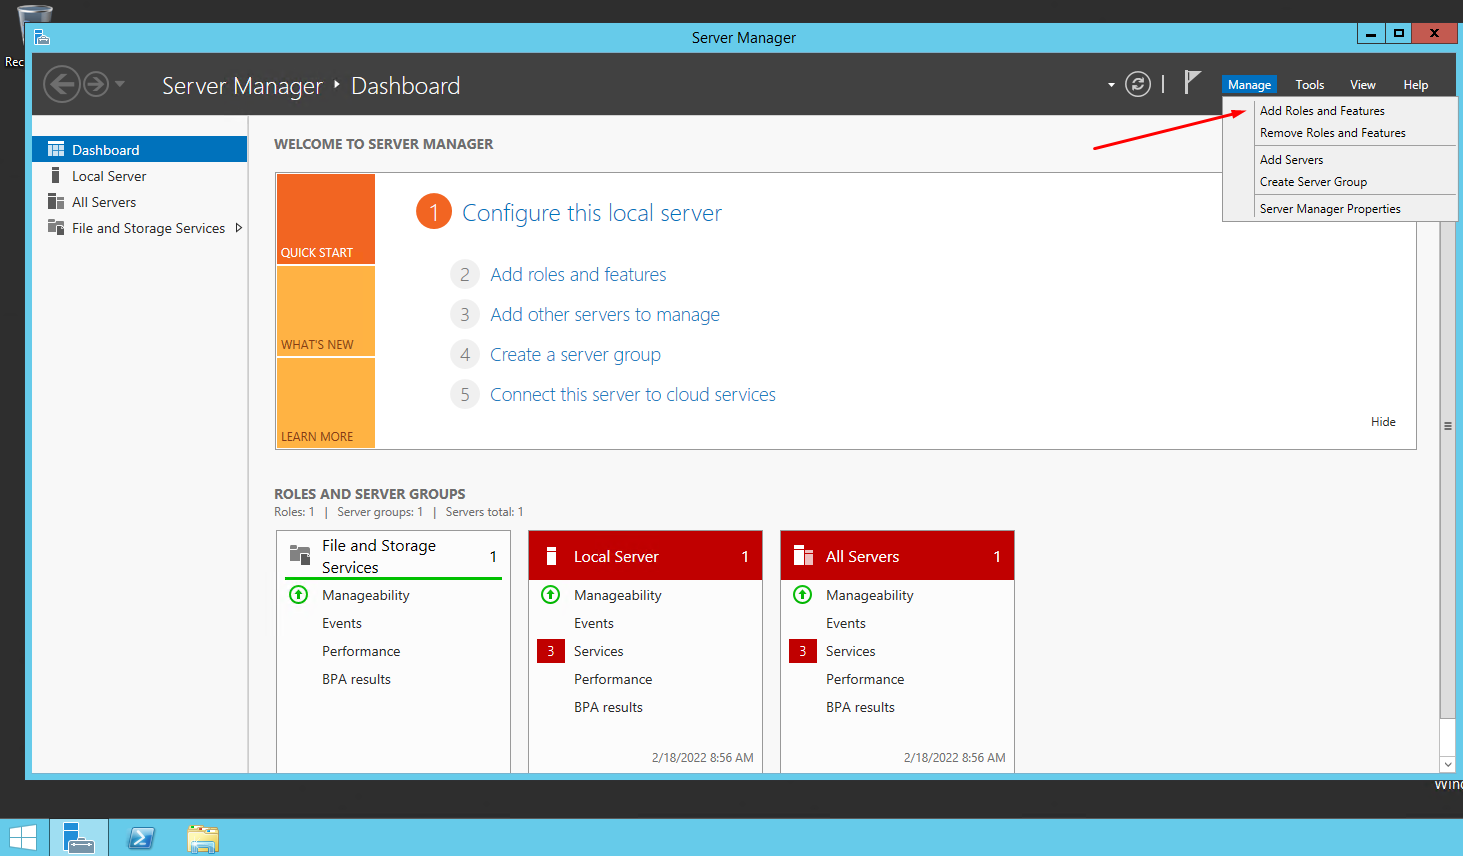 Rec
Server Manager
Server Manager Dashboard
Manage Tools View Help
Add Roles and Features
Remove Roles and Features
Add Servers
Create Server Group
Server Manager Properties
Dashboard
Local Server
All Servers
File and Storage Services
WELCOME TO SERVER MANAGER
QUICK START
WHAT'S NEW
LEARN MORE
1 Configure this local server
2 Add roles and features
3 Add other servers to manage
4 Create a server group
5 Connect this server to cloud services
Hide
ROLES AND SERVER GROUPS
Roles: 1 | Server groups: 1 | Servers total: 1
File and Storage
Services
1
Manageability
Events
Performance
BPA results
Local Server 1
Manageability
Events
3 Services
Performance
BPA results
2/18/2022 8:56 AM
All Servers 1
Manageability
Events
3 Services
Performance
BPA results
2/18/2022 8:56 AM
Wind